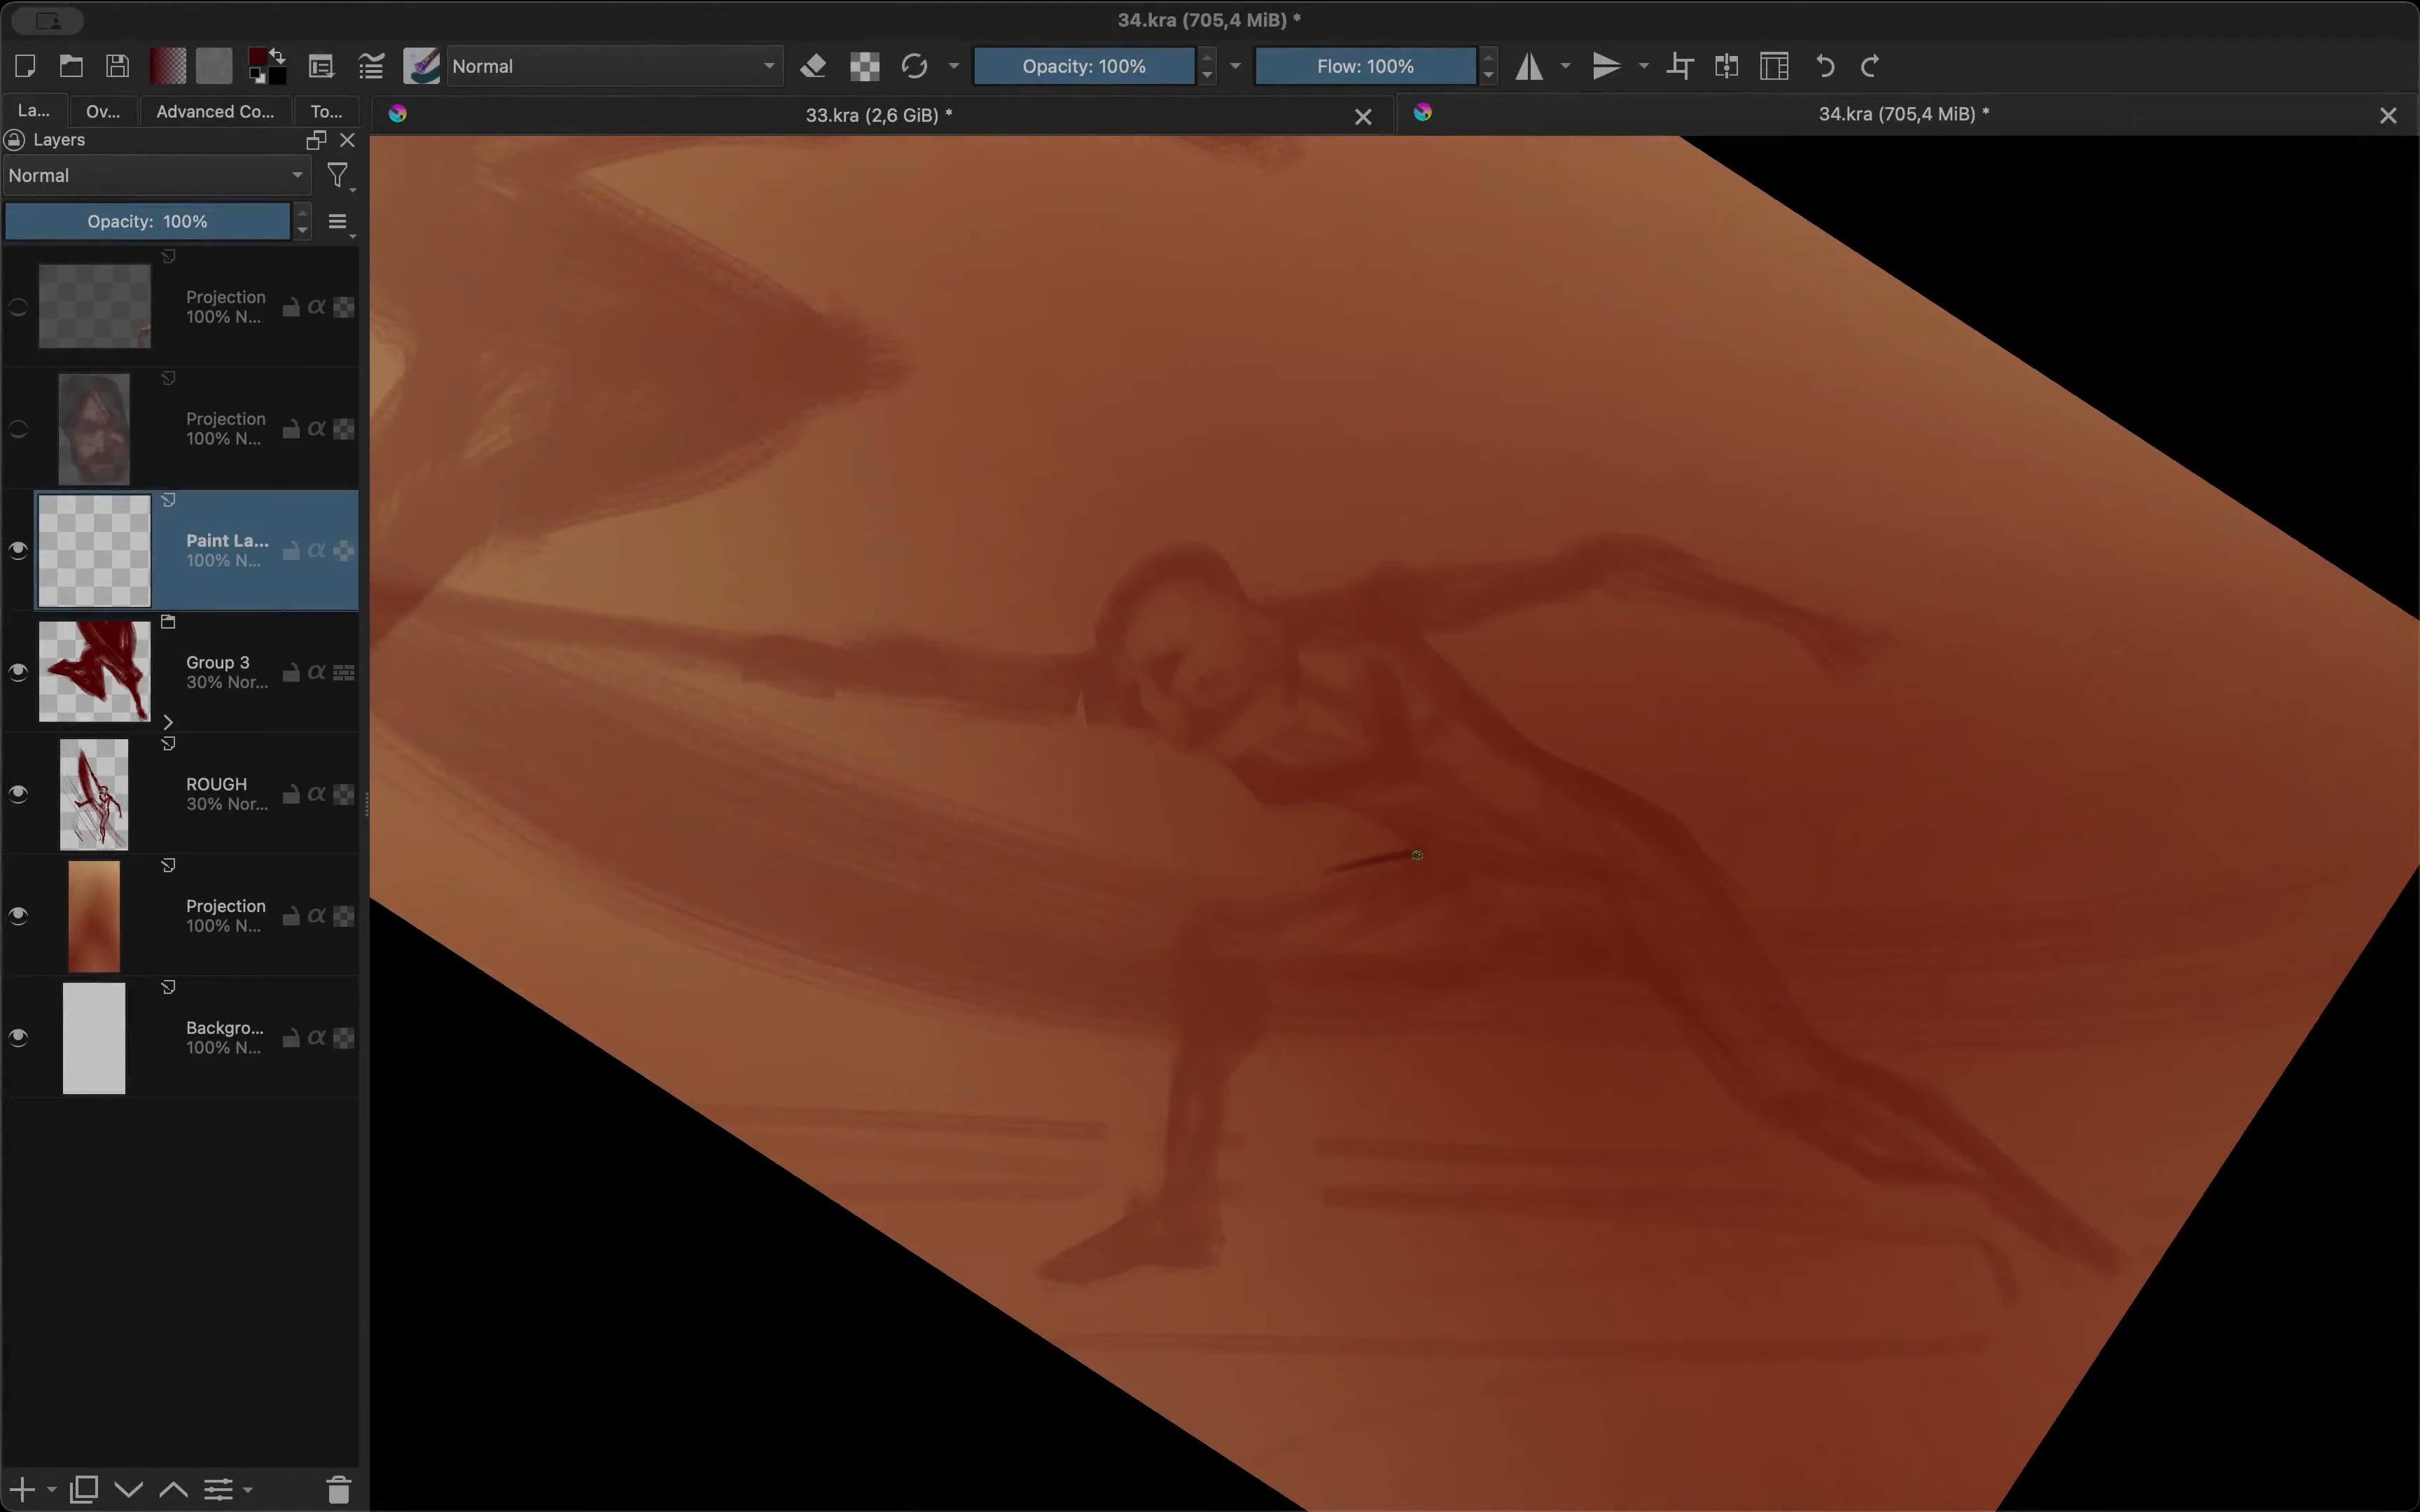 34.kra (705,4 MiB) *
Normal
Opacity: 100%
Flow: 100%
La...
Ov...
Advanced Co...
To...
33.kra (2,6 GiB) *
34.kra (705,4 MiB) *
Layers
Normal
Opacity: 100%
Projection
100% N...
Projection
100% N...
Paint La...
100% N...
Group 3
30% Nor...
ROUGH
30% Nor...
Projection
100% N...
Backgro...
100% N...